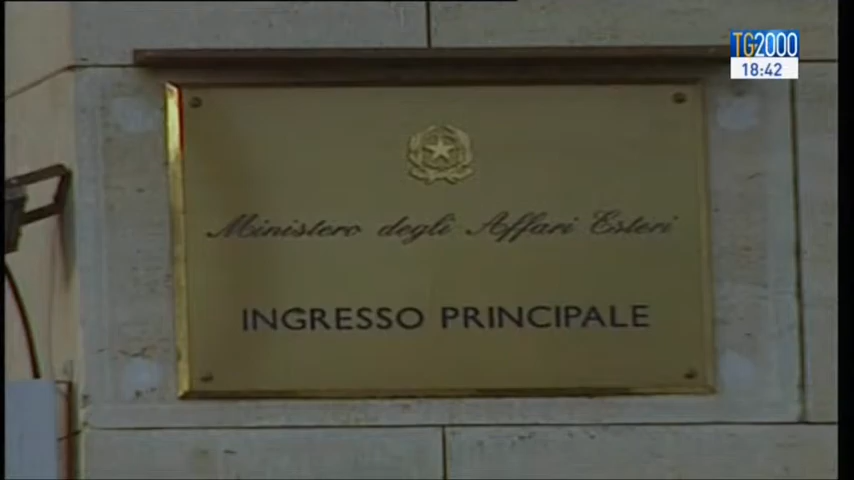 TG2000
18:42
Ministero degli Affari Esteri
INGRESSO PRINCIPALE